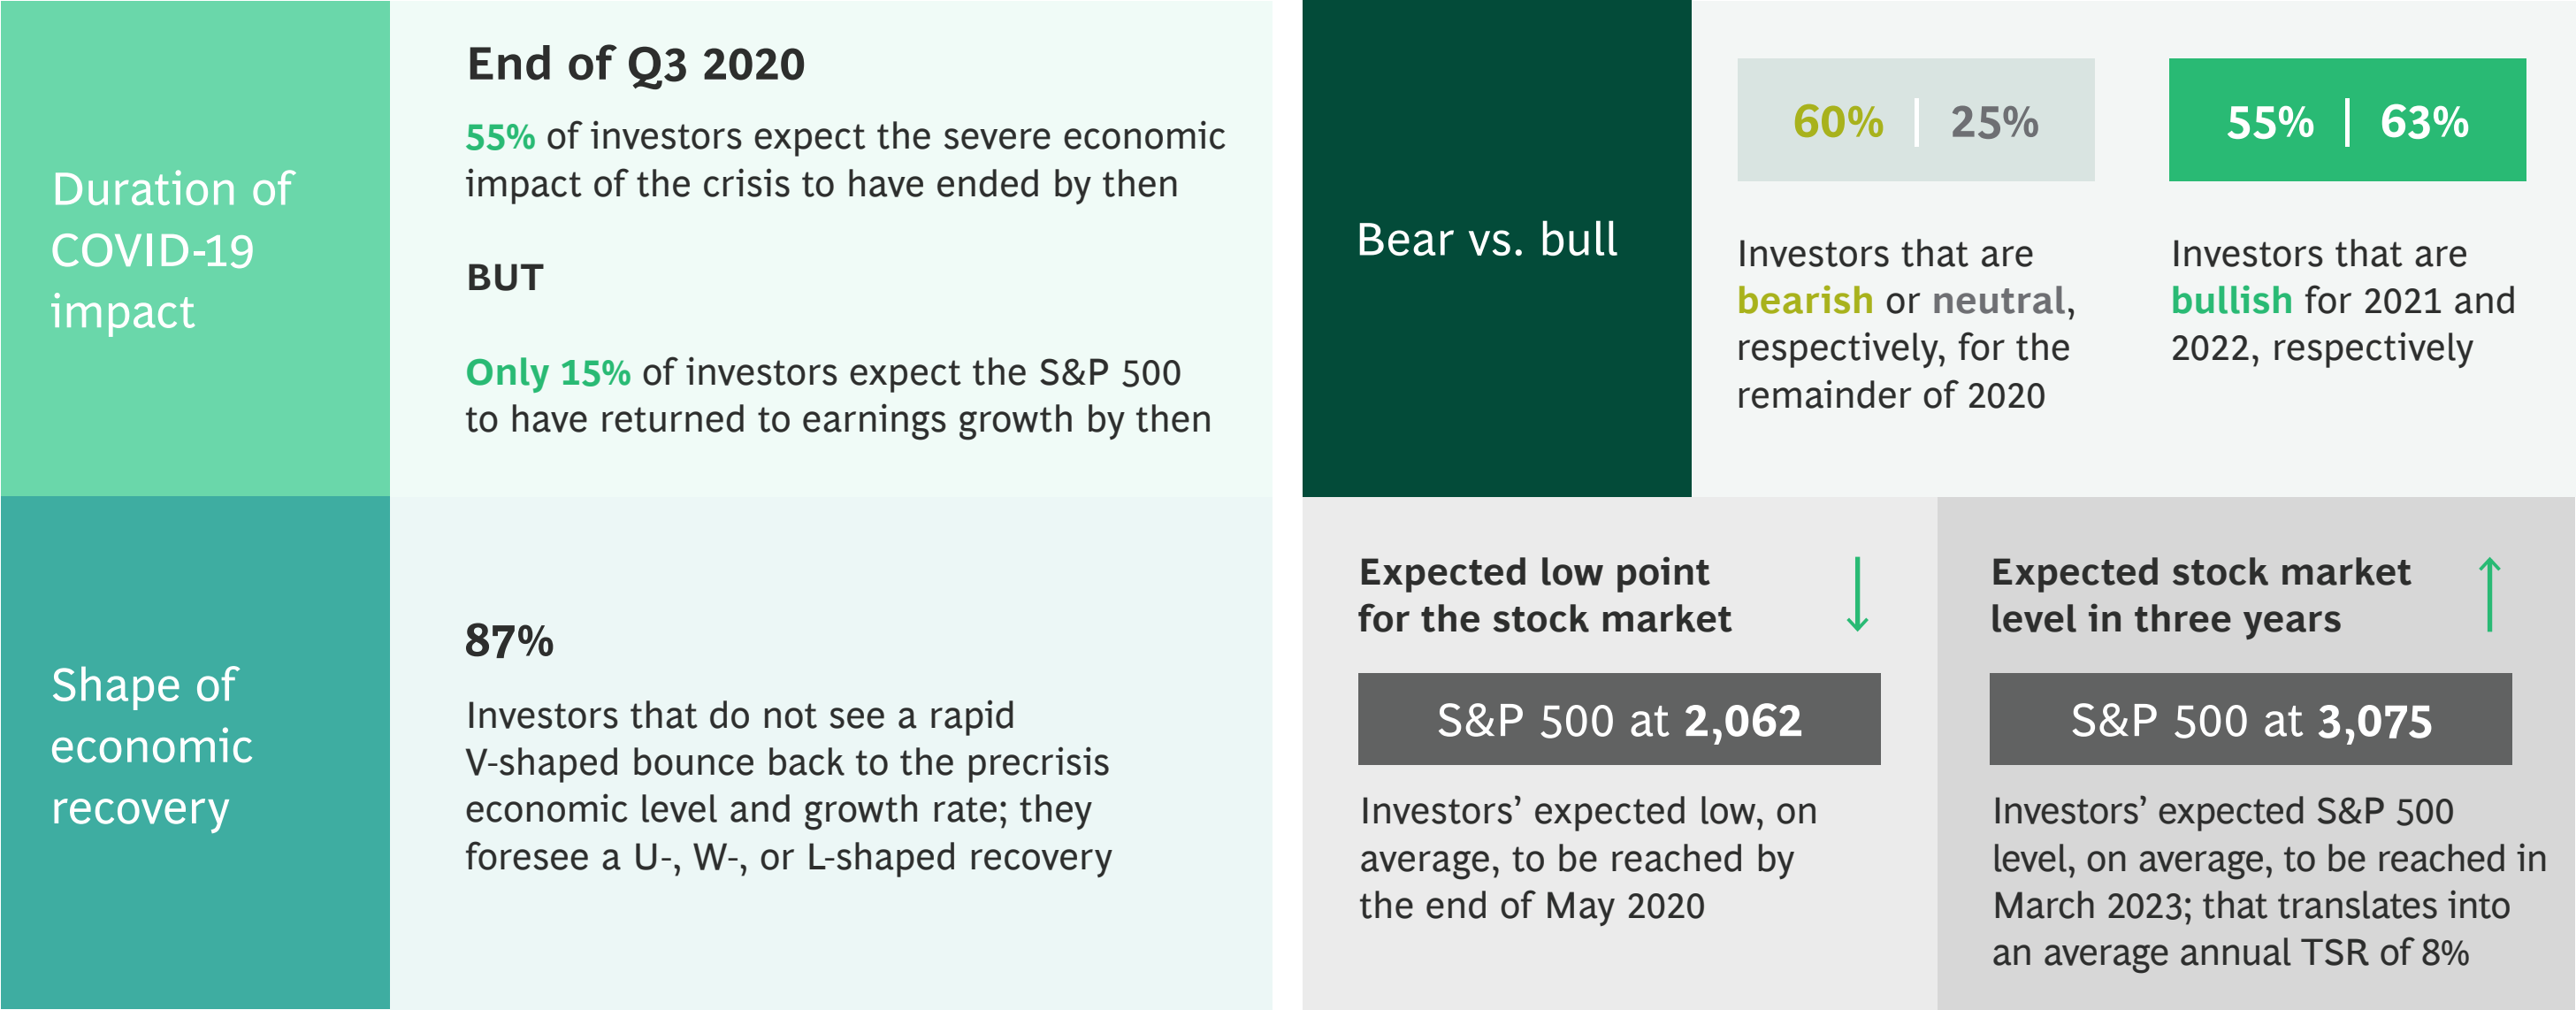 Duration of
COVID-19
impact
End of Q3 2020
55% of investors expect the severe economic
impact of the crisis to have ended by then
BUT
Only 15% of investors expect the S&P 500
to have returned to earnings growth by then
Shape of
economic
recovery
87%
Investors that do not see a rapid
V-shaped bounce back to the precrisis
economic level and growth rate; they
foresee a U-, W-, or L-shaped recovery
Bear vs. bull
60% | 25%
Investors that are
bearish or neutral,
respectively, for the
remainder of 2020
55% | 63%
Investors that are
bullish for 2021 and
2022, respectively
Expected low point
for the stock market
S&P 500 at 2,062
Investors’ expected low, on
average, to be reached by
the end of May 2020
Expected stock market
level in three years
S&P 500 at 3,075
Investors’ expected S&P 500
level, on average, to be reached in
March 2023; that translates into
an average annual TSR of 8%